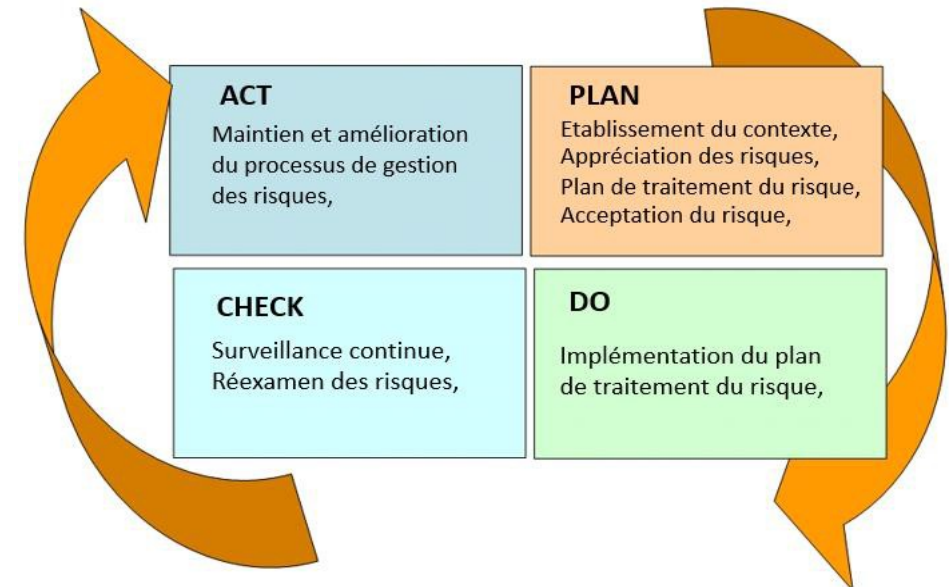 ACT
Maintien et amélioration
du processus de gestion
des risques,
PLAN
Etablissement du contexte,
Appréciation des risques,
Plan de traitement du risque,
Acceptation du risque,
CHECK
Surveillance continue,
Réexamen des risques,
DO
Implémentation du plan
de traitement du risque,